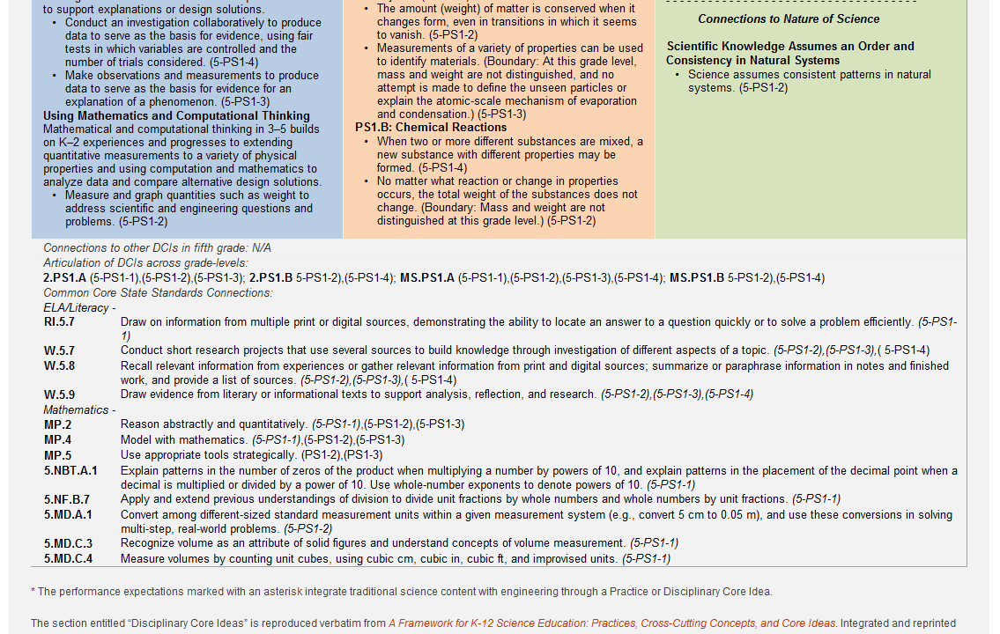 to support explanations or design solutions.
• Conduct an investigation collaboratively to produce
data to serve as the basis for evidence, using fair
tests in which variables are controlled and the
number of trials considered. (5-PS1-4)
• Make observations and measurements to produce
data to serve as the basis for evidence for an
explanation of a phenomenon. (5-PS1-3)
Using Mathematics and Computational Thinking
Mathematical and computational thinking in 3–5 builds
on K–2 experiences and progresses to extending
quantitative measurements to a variety of physical
properties and using computation and mathematics to
analyze data and compare alternative design solutions.
• Measure and graph quantities such as weight to
address scientific and engineering questions and
problems. (5-PS1-2)
• The amount (weight) of matter is conserved when it
changes form, even in transitions in which it seems
to vanish. (5-PS1-2)
• Measurements of a variety of properties can be used
to identify materials. (Boundary: At this grade level,
mass and weight are not distinguished, and no
attempt is made to define the unseen particles or
explain the atomic-scale mechanism of evaporation
and condensation.) (5-PS1-3)
PS1.B: Chemical Reactions
• When two or more different substances are mixed, a
new substance with different properties may be
formed. (5-PS1-4)
• No matter what reaction or change in properties
occurs, the total weight of the substances does not
change. (Boundary: Mass and weight are not
distinguished at this grade level.) (5-PS1-2)
Connections to Nature of Science
Scientific Knowledge Assumes an Order and
Consistency in Natural Systems
• Science assumes consistent patterns in natural
systems. (5-PS1-2)
Connections to other DCIs in fifth grade: N/A
Articulation of DCIs across grade-levels:
2.PS1.A (5-PS1-1),(5-PS1-2),(5-PS1-3); 2.PS1.B 5-PS1-2),(5-PS1-4); MS.PS1.A (5-PS1-1),(5-PS1-2),(5-PS1-3),(5-PS1-4); MS.PS1.B 5-PS1-2),(5-PS1-4)
Common Core State Standards Connections:
ELA/Literacy -
RI.5.7 Draw on information from multiple print or digital sources, demonstrating the ability to locate an answer to a question quickly or to solve a problem efficiently. (5-PS1-
1)
W.5.7 Conduct short research projects that use several sources to build knowledge through investigation of different aspects of a topic. (5-PS1-2),(5-PS1-3),( 5-PS1-4)
W.5.8 Recall relevant information from experiences or gather relevant information from print and digital sources; summarize or paraphrase information in notes and finished
work, and provide a list of sources. (5-PS1-2),(5-PS1-3),( 5-PS1-4)
W.5.9 Draw evidence from literary or informational texts to support analysis, reflection, and research. (5-PS1-2),(5-PS1-3),(5-PS1-4)
Mathematics -
MP.2 Reason abstractly and quantitatively. (5-PS1-1),(5-PS1-2),(5-PS1-3)
MP.4 Model with mathematics. (5-PS1-1),(5-PS1-2),(5-PS1-3)
MP.5 Use appropriate tools strategically. (PS1-2),(PS1-3)
5.NBT.A.1 Explain patterns in the number of zeros of the product when multiplying a number by powers of 10, and explain patterns in the placement of the decimal point when a
decimal is multiplied or divided by a power of 10. Use whole-number exponents to denote powers of 10. (5-PS1-1)
5.NF.B.7 Apply and extend previous understandings of division to divide unit fractions by whole numbers and whole numbers by unit fractions. (5-PS1-1)
5.MD.A.1 Convert among different-sized standard measurement units within a given measurement system (e.g., convert 5 cm to 0.05 m), and use these conversions in solving
multi-step, real-world problems. (5-PS1-2)
5.MD.C.3 Recognize volume as an attribute of solid figures and understand concepts of volume measurement. (5-PS1-1)
5.MD.C.4 Measure volumes by counting unit cubes, using cubic cm, cubic in, cubic ft, and improvised units. (5-PS1-1)
* The performance expectations marked with an asterisk integrate traditional science content with engineering through a Practice or Disciplinary Core Idea.
The section entitled “Disciplinary Core Ideas” is reproduced verbatim from A Framework for K-12 Science Education: Practices, Cross-Cutting Concepts, and Core Ideas. Integrated and reprinted